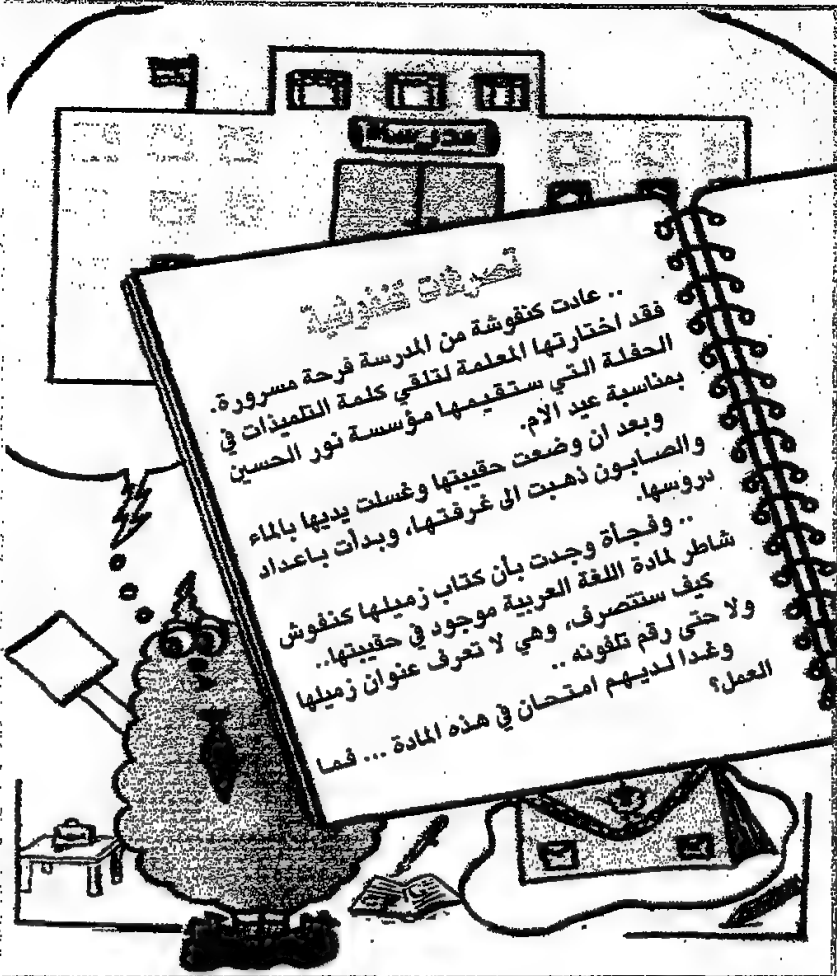 مدرسة
تصرفات كنفوشية
.. عادت كنفوشة من المدرسة فرحة مسرورة.
فقد اختارتها المعلمة لتلقي كلمة التلميذات في
الحفلة التي ستقيمها مؤسسة نور الحسين
بمناسبة عيد الام.
وبعد ان وضعت حقيبتها وغسلت يديها بالماء
والصابون ذهبت الى غرفتها، وبدأت باعداد
دروسها.
.. وفجأة وجدت بأن كتاب زميلها كنفوش
شاطر لمادة اللغة العربية موجود في حقيبتها..
كيف ستتصرف، وهي لا تعرف عنوان زميلها
ولا حتى رقم تلفونه ..
وغدا لديهم امتحان في هذه المادة ... فما
العمل؟